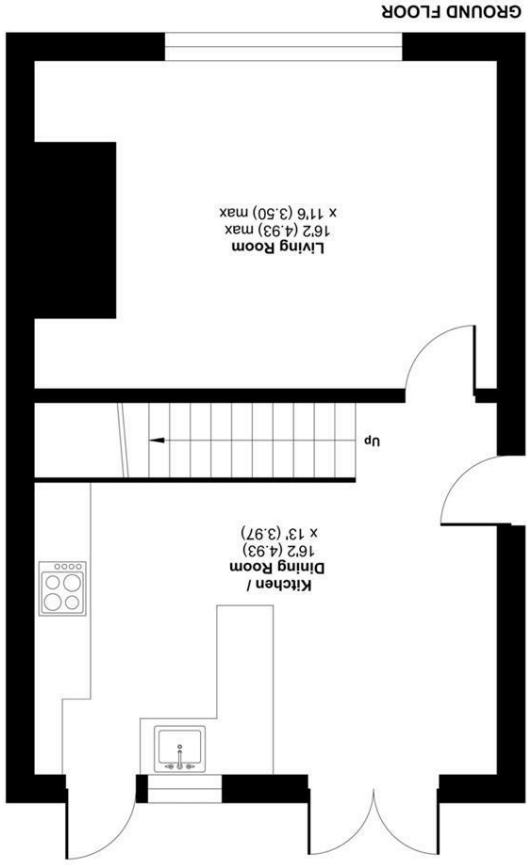 Kitchen /
Dining Room
16'2 (4.93)
x 13' (3.97)
Up
Living Room
16'2 (4.93) max
x 11'6 (3.50) max
GROUND FLOOR